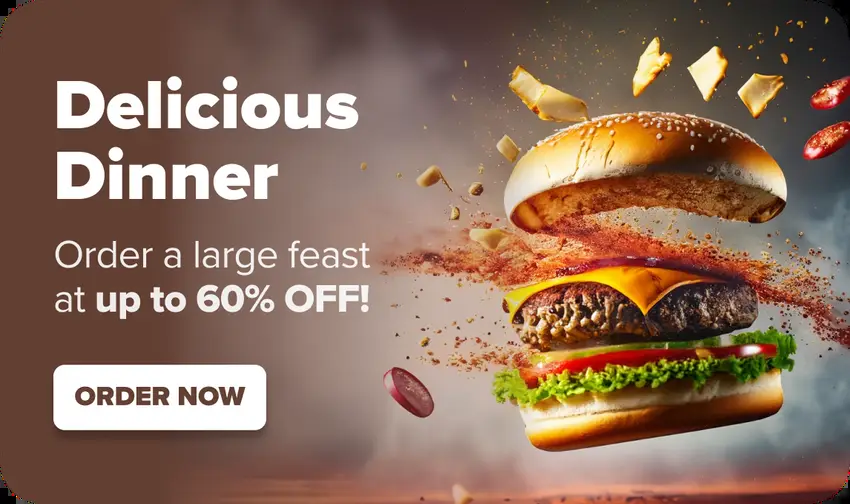 Delicious
Dinner
Order a large feast
at up to 60% OFF!
ORDER NOW